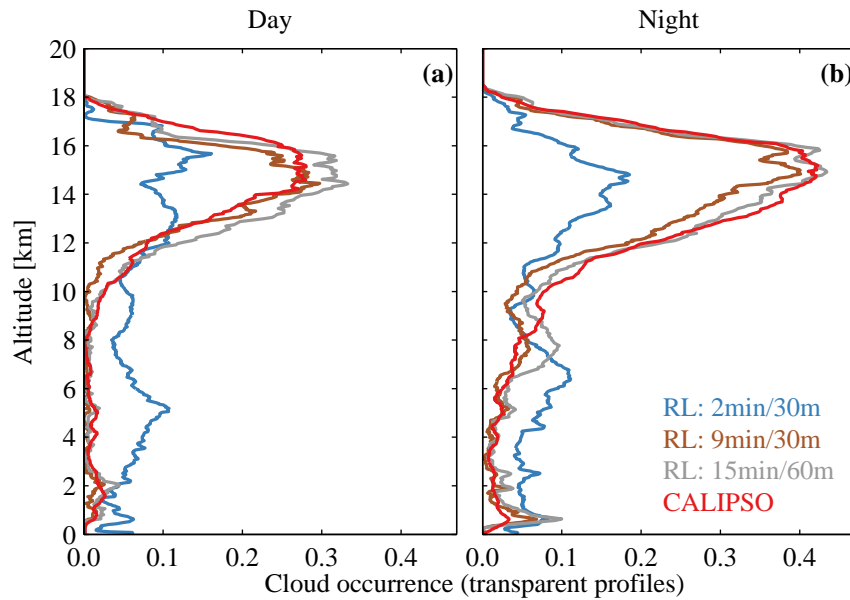 Day Night
(a) (b)
20
18
16
14
12
10
8
6
4
2
0
Altitude [km]
RL: 2min/30m
RL: 9min/30m
RL: 15min/60m
CALIPSO
0.0 0.1 0.2 0.3 0.4 0.0 0.1 0.2 0.3 0.4
Cloud occurrence (transparent profiles)